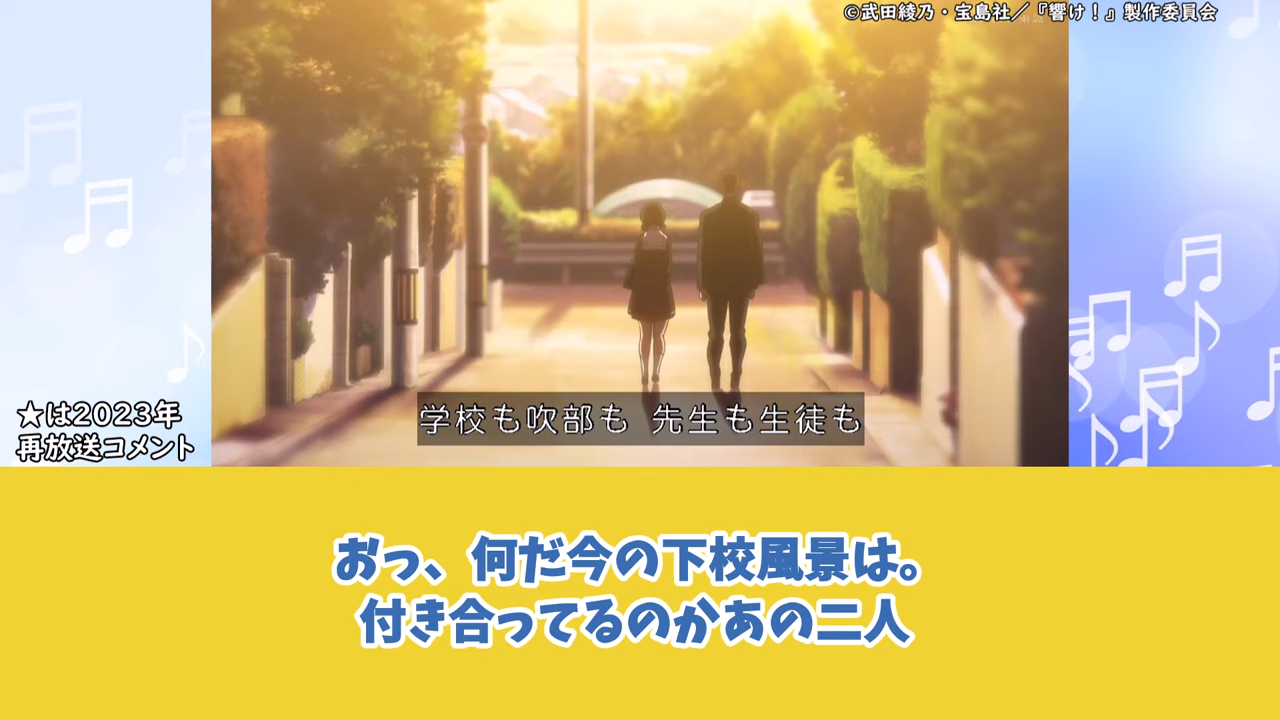 ©武田綾乃・宝島社／『響け！』製作委員会
★は2023年
再放送コメント
学校も吹部も 先生も生徒も
おっ、何だ今の下校風景は。
付き合ってるのかあの二人